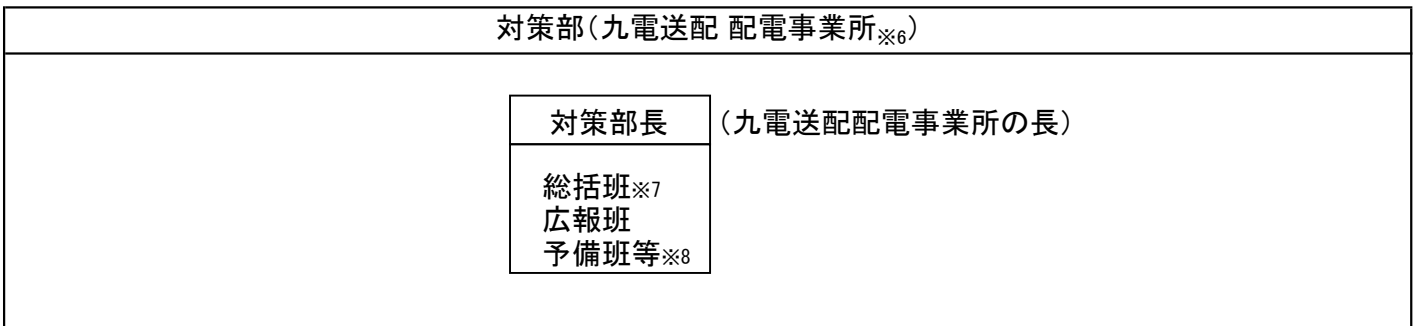 対策部(九電送配 配電事業所※6)
対策部長 (九電送配配電事業所の長)
総括班※7
広報班
予備班等※8